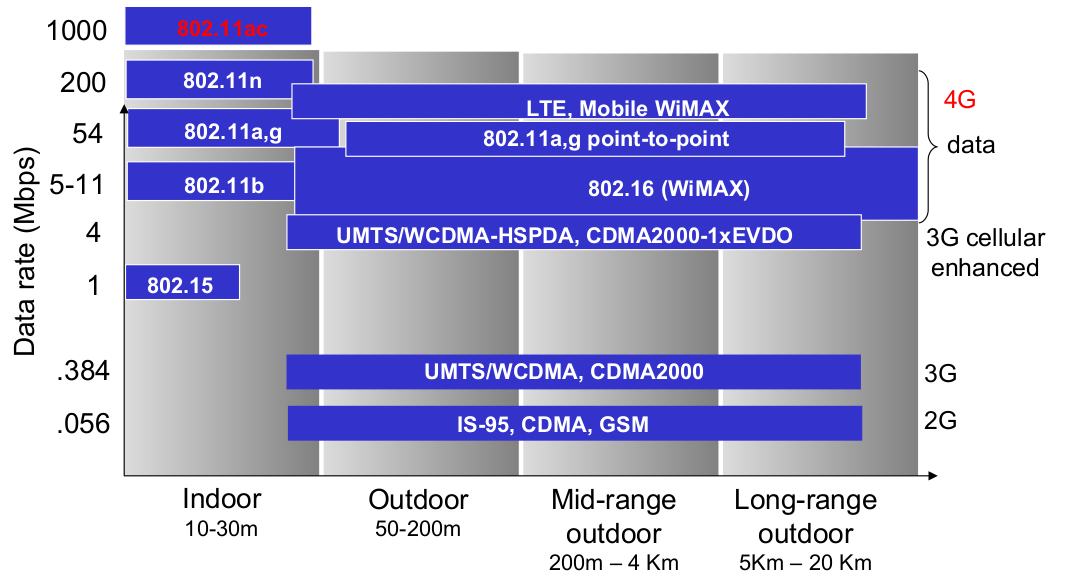 1000
802.11ac
200
802.11n
LTE, Mobile WiMAX
4G
54
802.11a,g
802.11a,g point-to-point
data
5-11
802.11b
802.16 (WiMAX)
4
UMTS/WCDMA-HSPDA, CDMA2000-1xEVDO
3G cellular
enhanced
1
802.15
.384
UMTS/WCDMA, CDMA2000
3G
.056
IS-95, CDMA, GSM
2G
Data rate (Mbps)
Indoor
10-30m
Outdoor
50-200m
Mid-range
outdoor
200m – 4 Km
Long-range
outdoor
5Km – 20 Km